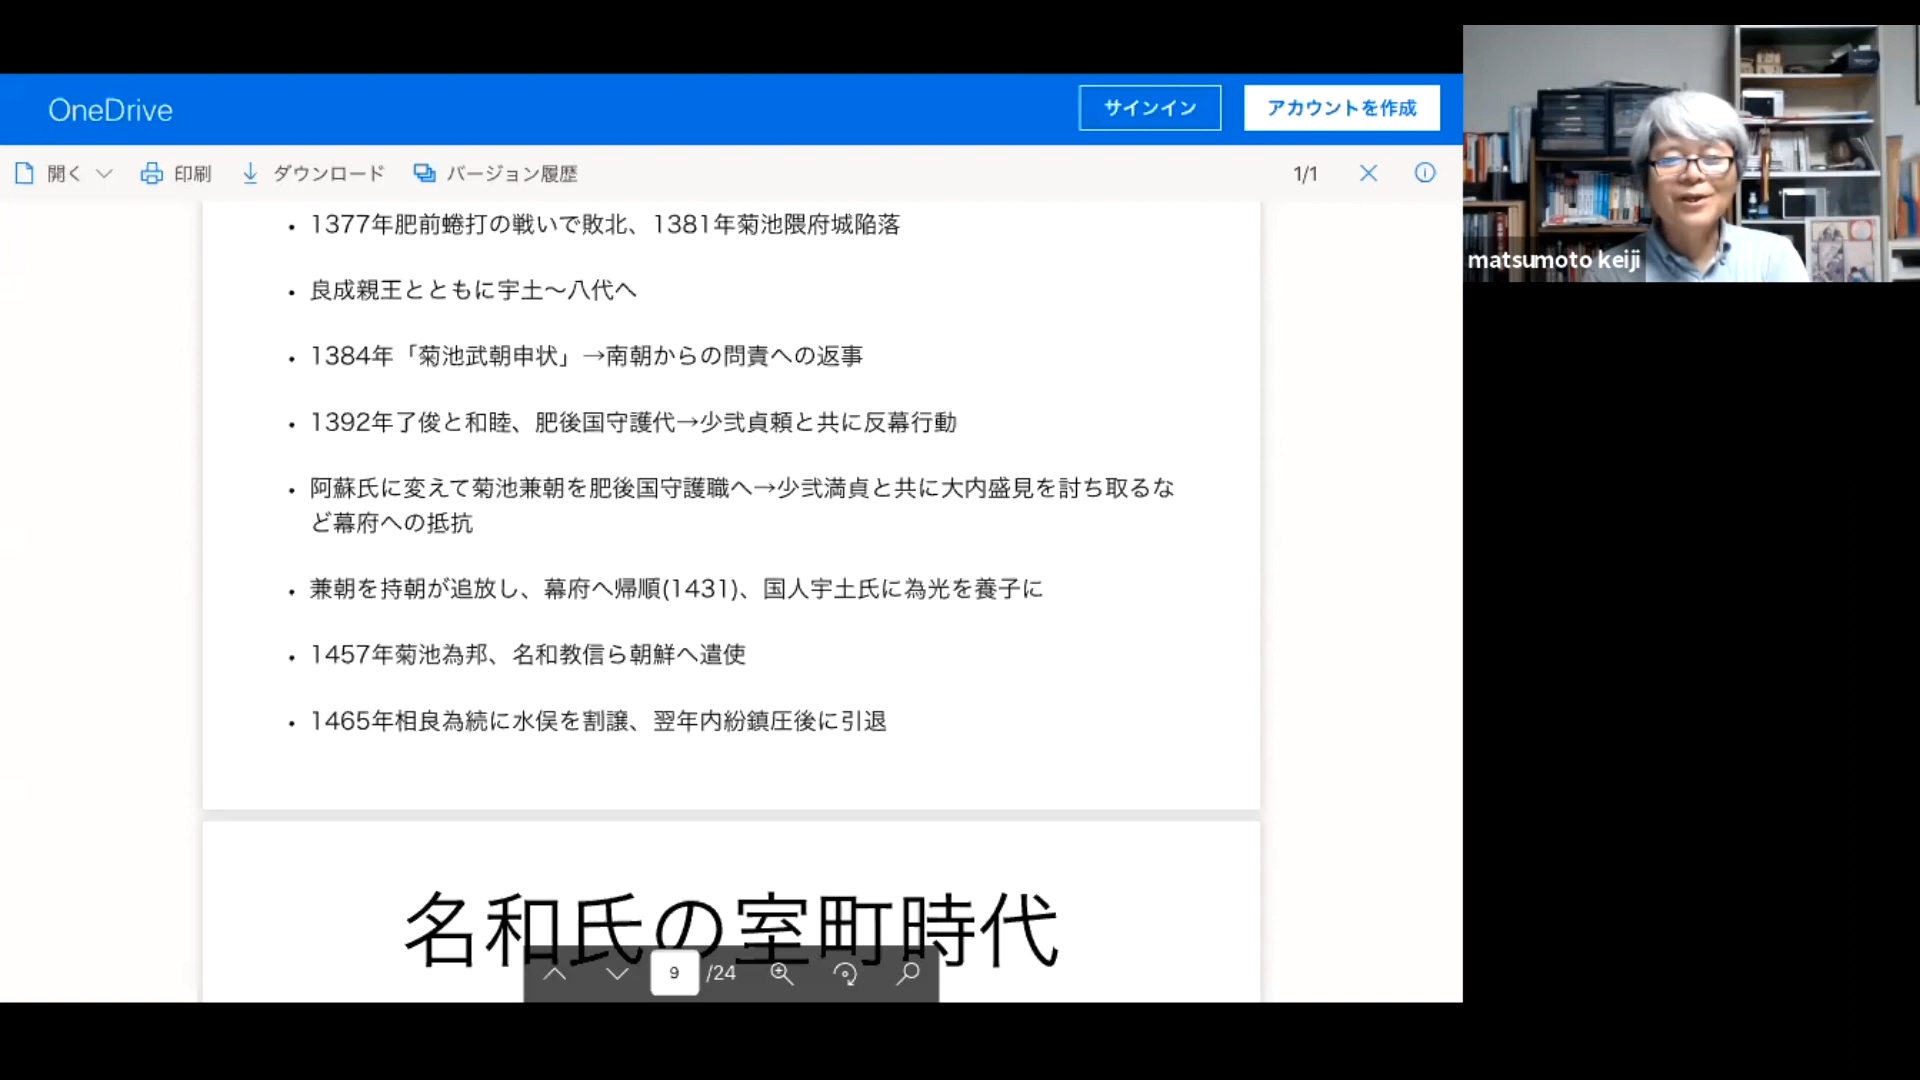 OneDrive
サインイン
アカウントを作成
開く
印刷
ダウンロード
バージョン履歴
1/1
• 1377年肥前蜷打の戦いで敗北、1381年菊池隈府城陥落
• 良成親王とともに宇土〜八代へ
• 1384年「菊池武朝申状」→南朝からの問責への返事
• 1392年了俊と和睦、肥後国守護代→少弐貞頼と共に反幕行動
• 阿蘇氏に変えて菊池兼朝を肥後国守護職へ→少弐満貞と共に大内盛見を討ち取るな
ど幕府への抵抗
• 兼朝を持朝が追放し、幕府へ帰順(1431)、国人宇土氏に為光を養子に
• 1457年菊池為邦、名和教信ら朝鮮へ遣使
• 1465年相良為続に水俣を割譲、翌年内紛鎮圧後に引退
名和氏の室町時代
9 /24
matsumoto keiji